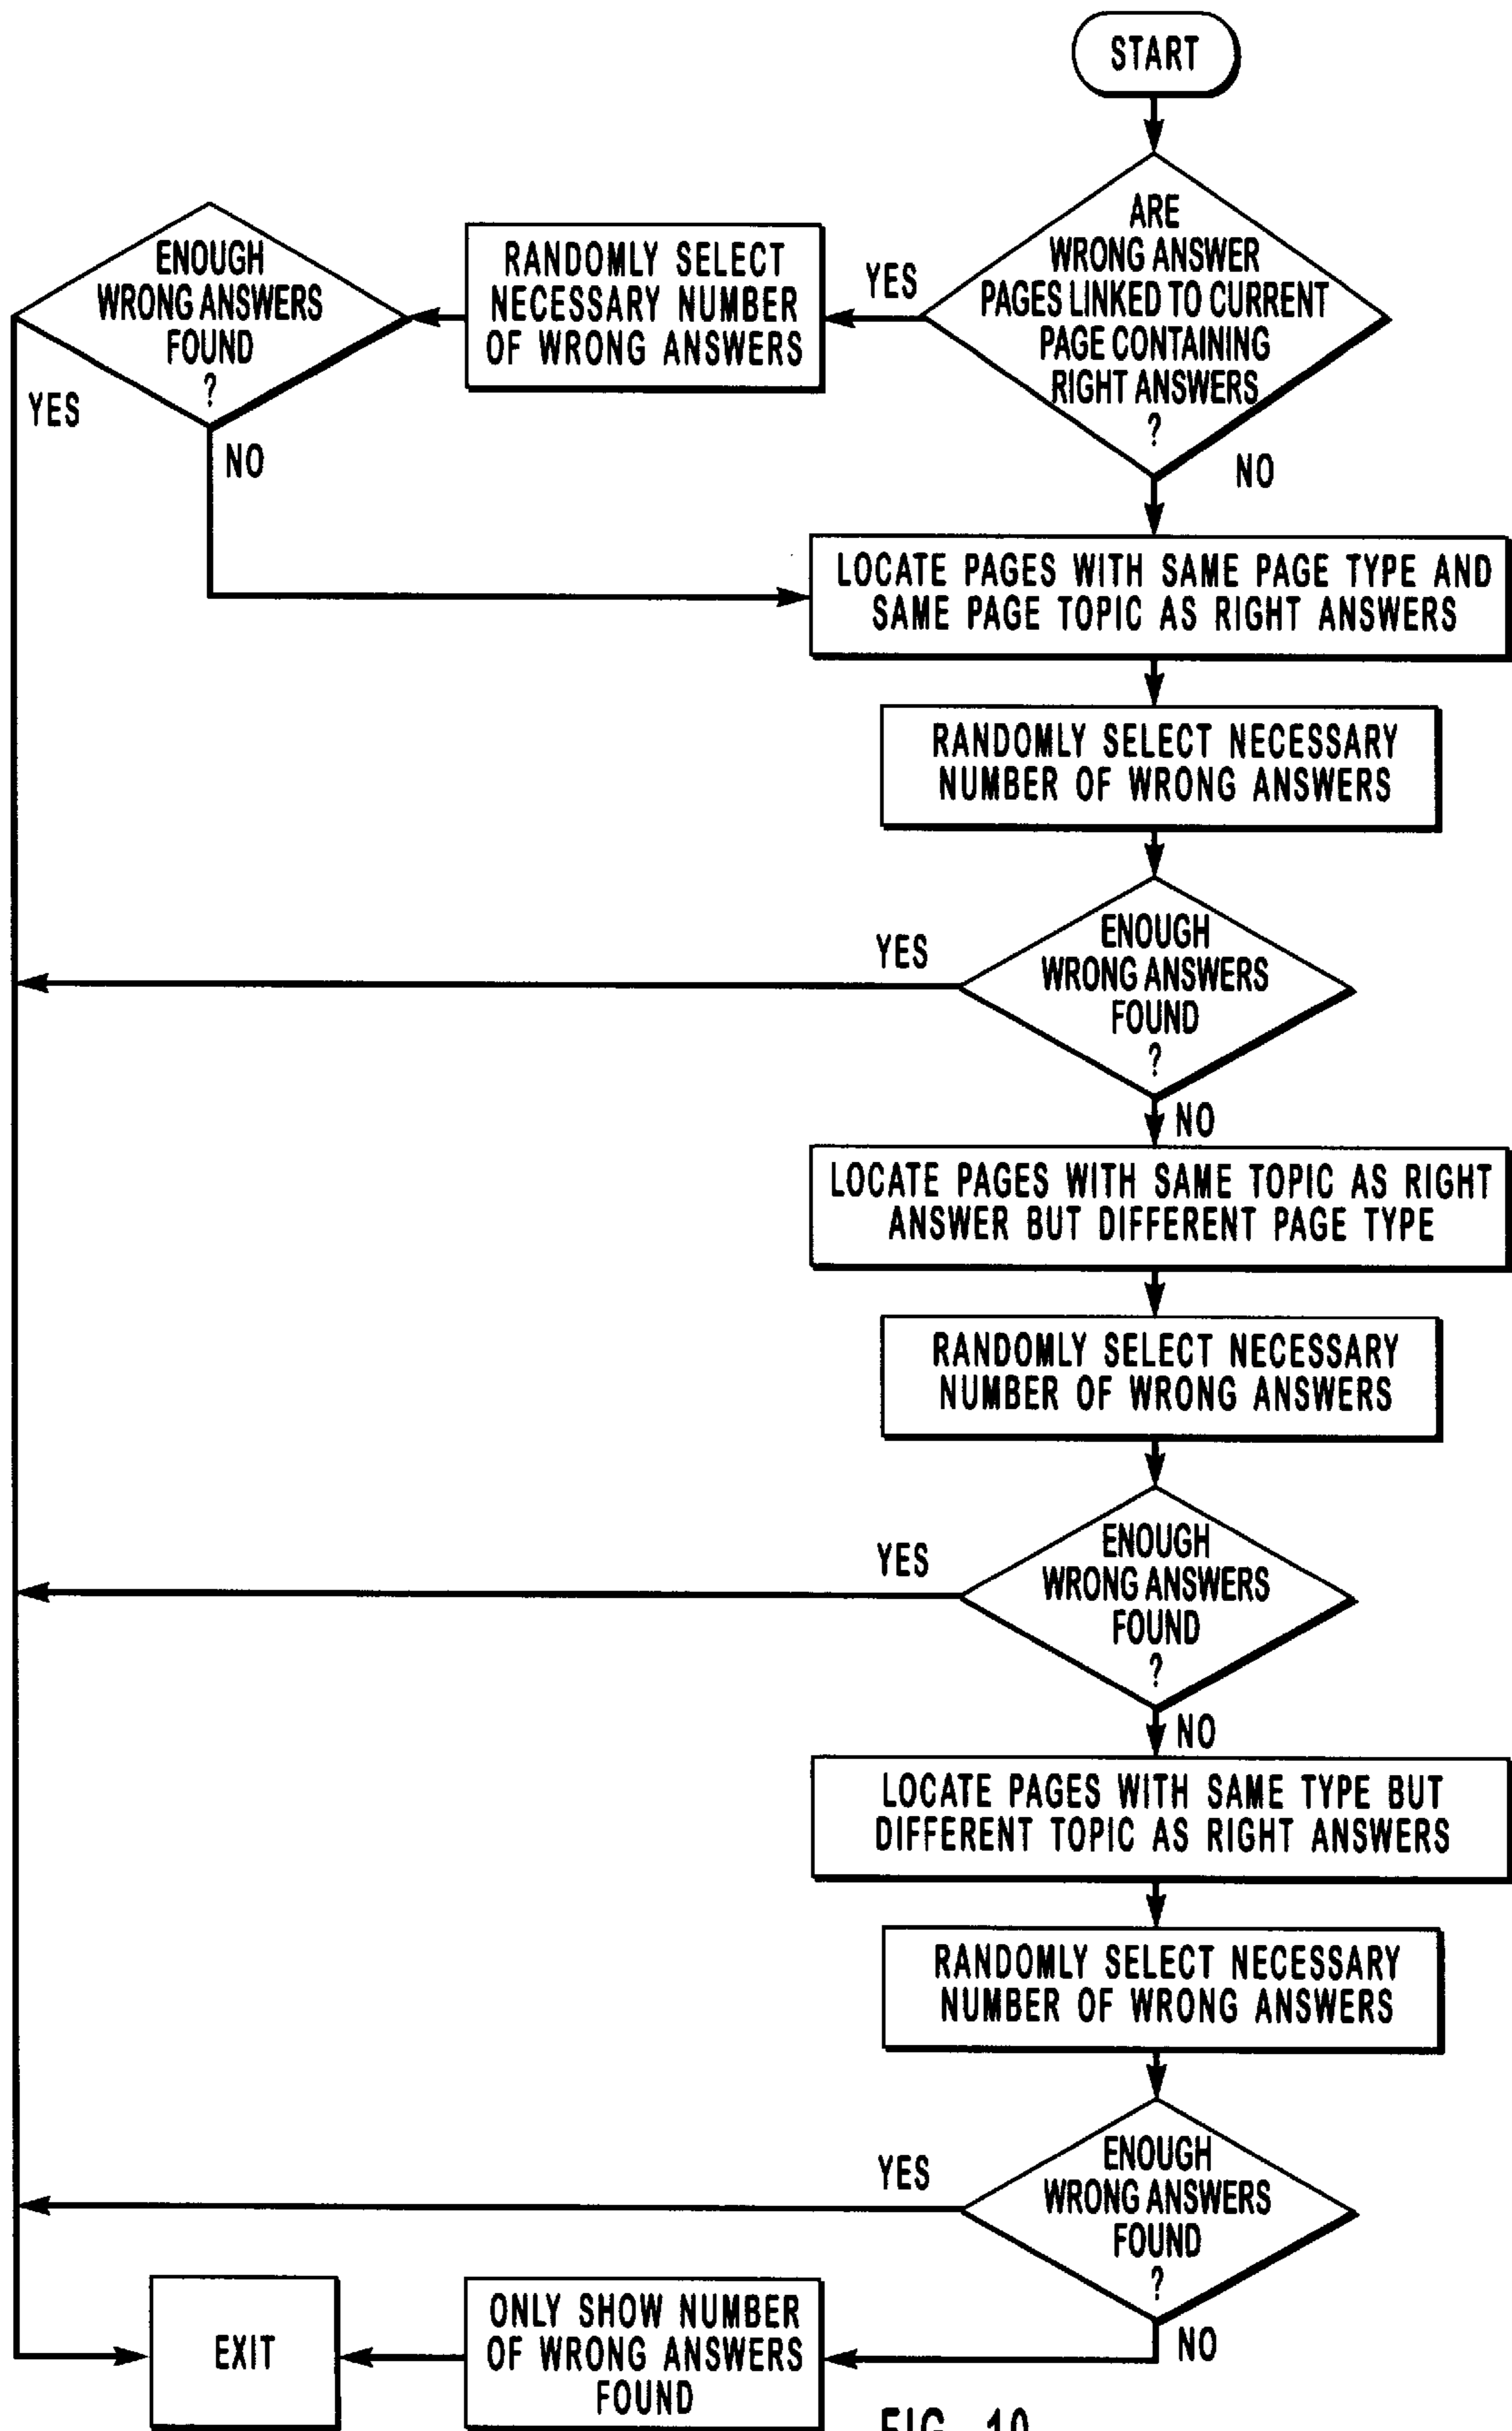 START
ARE
WRONG ANSWER
PAGES LINKED TO CURRENT
PAGE CONTAINING
RIGHT ANSWERS
?
YES
RANDOMLY SELECT
NECESSARY NUMBER
OF WRONG ANSWERS
ENOUGH
WRONG ANSWERS
FOUND
?
YES
NO
NO
LOCATE PAGES WITH SAME PAGE TYPE AND
SAME PAGE TOPIC AS RIGHT ANSWERS
RANDOMLY SELECT NECESSARY
NUMBER OF WRONG ANSWERS
ENOUGH
WRONG ANSWERS
FOUND
?
YES
NO
LOCATE PAGES WITH SAME TOPIC AS RIGHT
ANSWER BUT DIFFERENT PAGE TYPE
RANDOMLY SELECT NECESSARY
NUMBER OF WRONG ANSWERS
ENOUGH
WRONG ANSWERS
FOUND
?
YES
NO
LOCATE PAGES WITH SAME TYPE BUT
DIFFERENT TOPIC AS RIGHT ANSWERS
RANDOMLY SELECT NECESSARY
NUMBER OF WRONG ANSWERS
ENOUGH
WRONG ANSWERS
FOUND
?
YES
NO
ONLY SHOW NUMBER
OF WRONG ANSWERS
FOUND
EXIT
FIG. 10